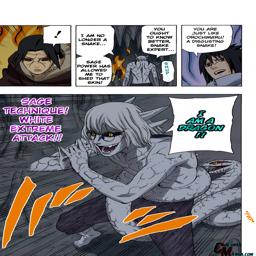 YOU ARE
JUST LIKE
OROCHIMARU!
A DISGUSTING
SNAKE!
YOU OUGHT
TO KNOW
BETTER,
SNAKE
EXPERT...
I AM NO
LONGER A
SNAKE...
SAGE
POWER HAS
ALLOWED ME
TO SHED
THAT SKIN!
!
I
AM A
DRAGON
!!
SAGE
TECHNIQUE!
WHITE
EXTREME
ATTACK!!!